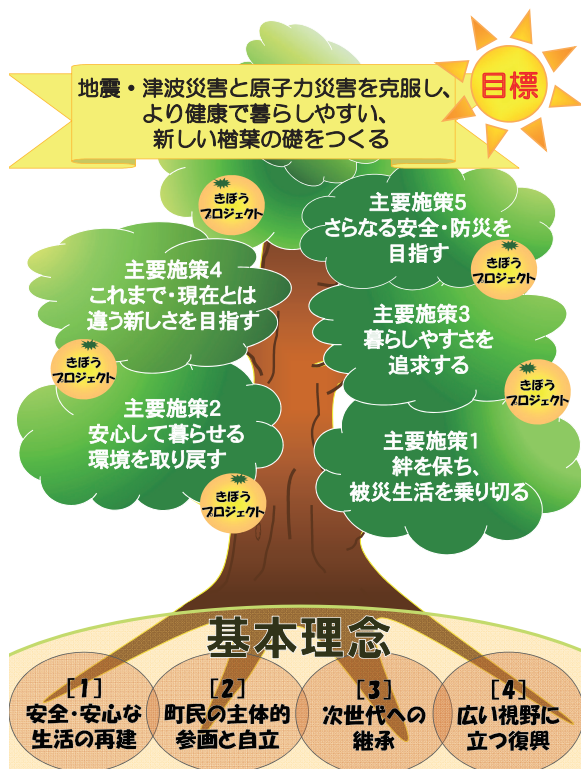 目標
地震・津波災害と原子力災害を克服し、
より健康で暮らしやすい、
新しい楢葉の礎をつくる
きぼう
プロジェクト
主要施策5
さらなる安全・防災を
目指す
きぼう
プロジェクト
主要施策4
これまで・現在とは
違う新しさを目指す
きぼう
プロジェクト
主要施策3
暮らしやすさを
追求する
きぼう
プロジェクト
主要施策2
安心して暮らせる
環境を取り戻す
きぼう
プロジェクト
主要施策1
絆を保ち、
被災生活を乗り切る
基本理念
[1]
安全・安心な
生活の再建
[2]
町民の主体的
参画と自立
[3]
次世代への
継承
[4]
広い視野に
立つ復興